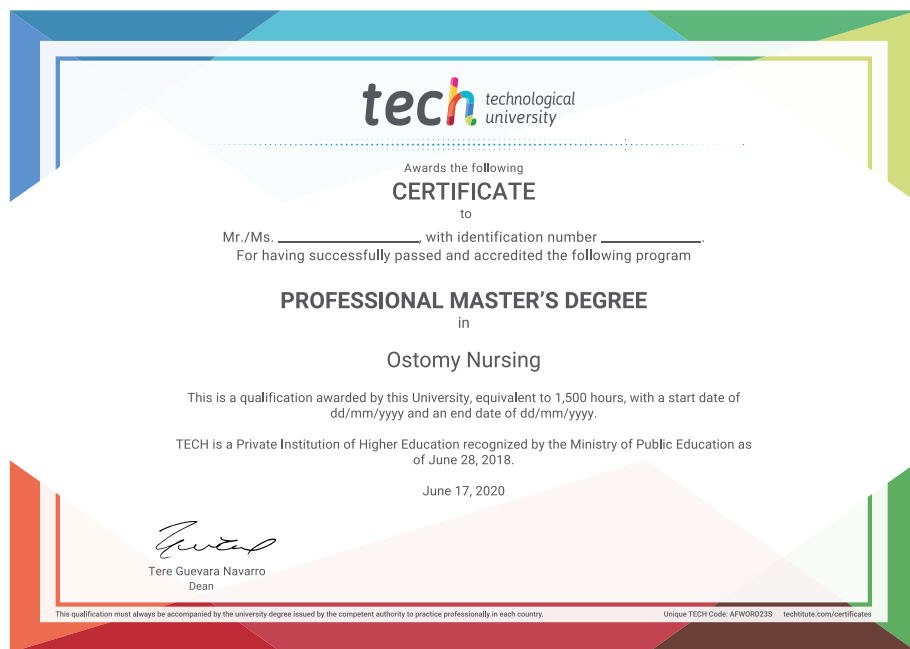 tech technological
university
Awards the following
CERTIFICATE
to
Mr./Ms. ____________, with identification number ____________.
For having successfully passed and accredited the following program
PROFESSIONAL MASTER'S DEGREE
in
Ostomy Nursing
This is a qualification awarded by this University, equivalent to 1,500 hours, with a start date of
dd/mm/yyyy and an end date of dd/mm/yyyy.
TECH is a Private Institution of Higher Education recognized by the Ministry of Public Education as
of June 28, 2018.
June 17, 2020
Tere Guevara Navarro
Dean
This qualification must always be accompanied by the university degree issued by the competent authority to practice professionally in each country.
Unique TECH Code: AFWORD23S techtitute.com/certificates